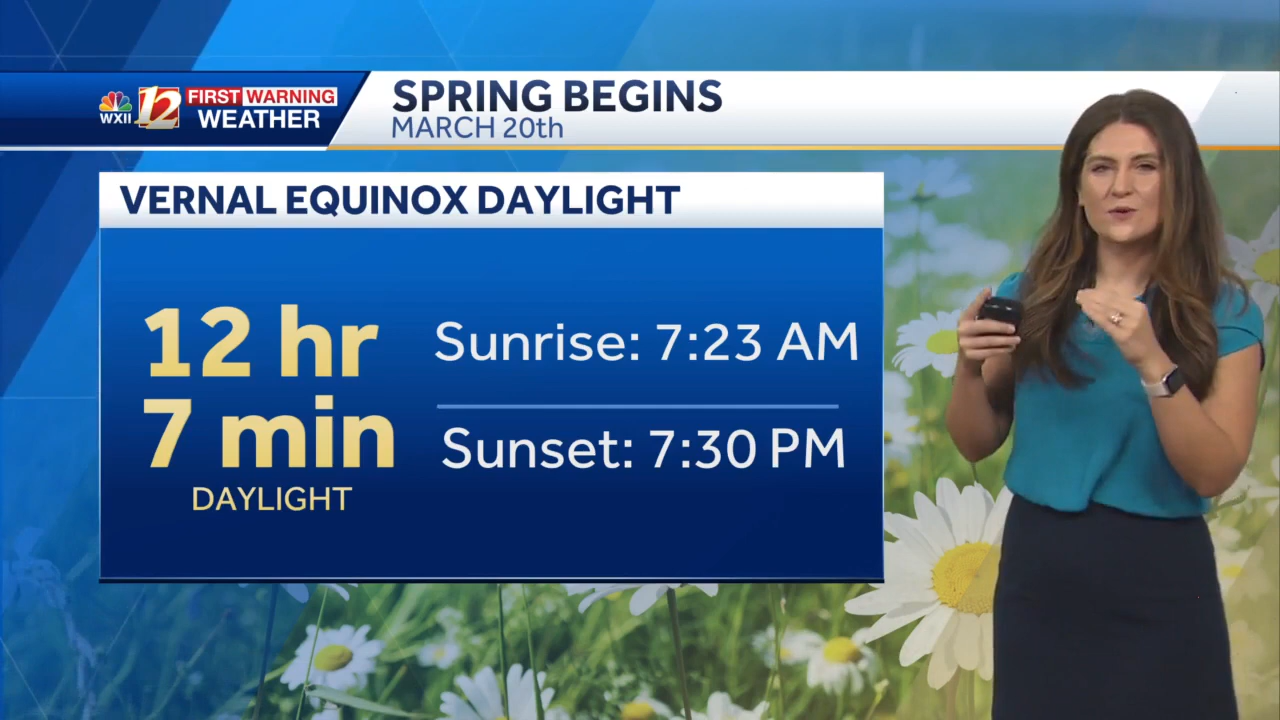 WXII 12 FIRST WARNING
WEATHER
SPRING BEGINS
MARCH 20th
VERNAL EQUINOX DAYLIGHT
12 hr
7 min
DAYLIGHT
Sunrise: 7:23 AM
Sunset: 7:30 PM